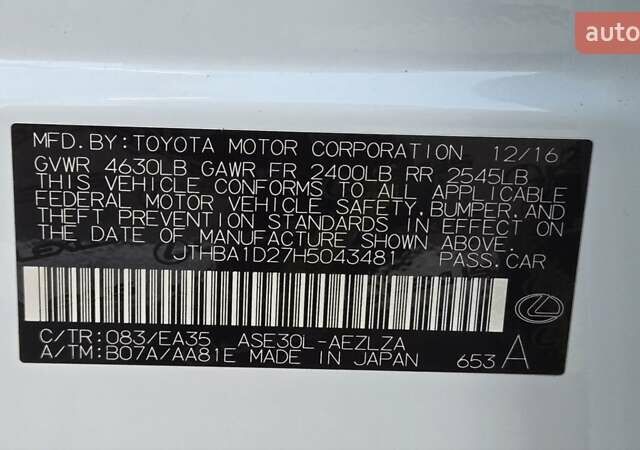 auto
MFD.BY:TOYOTA MOTOR CORPORATION 12/16
GVWR 4630LB GAWR FR 2400LB RR 2545LB
THIS VEHICLE CONFORMS TO ALL APPLICABLE
FEDERAL MOTOR VEHICLE SAFETY,BUMPER,AND
THEFT PREVENTION STANDARDS IN EFFECT ON
THE DATE OF MANUFACTURE SHOWN ABOVE.
JTHBA1D27H5043481 PASS.CAR
C/TR:083/EA35 ASE30L-AEZLZA
A/TM:B07A/AA81E MADE IN JAPAN 653 A